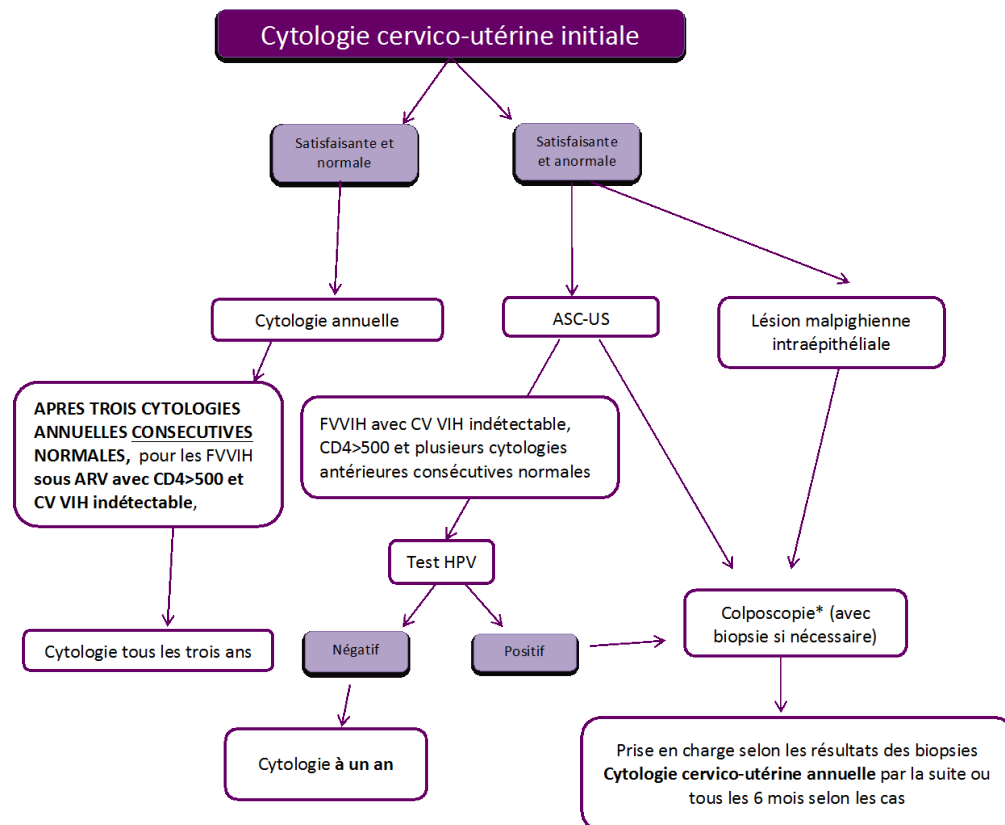 Cytologie cervico-utérine initiale
Satisfaisante et
normale
Satisfaisante
et anormale
Cytologie annuelle
ASC-US
Lésion malpighienne
intraépithéliale
APRES TROIS CYTOLOGIES
ANNUELLES CONSECUTIVES
NORMALES, pour les FVVIH
sous ARV avec CD4>500 et
CV VIH indétectable,
FVVIH avec CV VIH indétectable,
CD4>500 et plusieurs cytologies
antérieures consécutives normales
Test HPV
Colposcopie* (avec
biopsie si nécessaire)
Cytologie tous les trois ans
Négatif
Positif
Cytologie à un an
Prise en charge selon les résultats des biopsies
Cytologie cervico-utérine annuelle par la suite ou
tous les 6 mois selon les cas